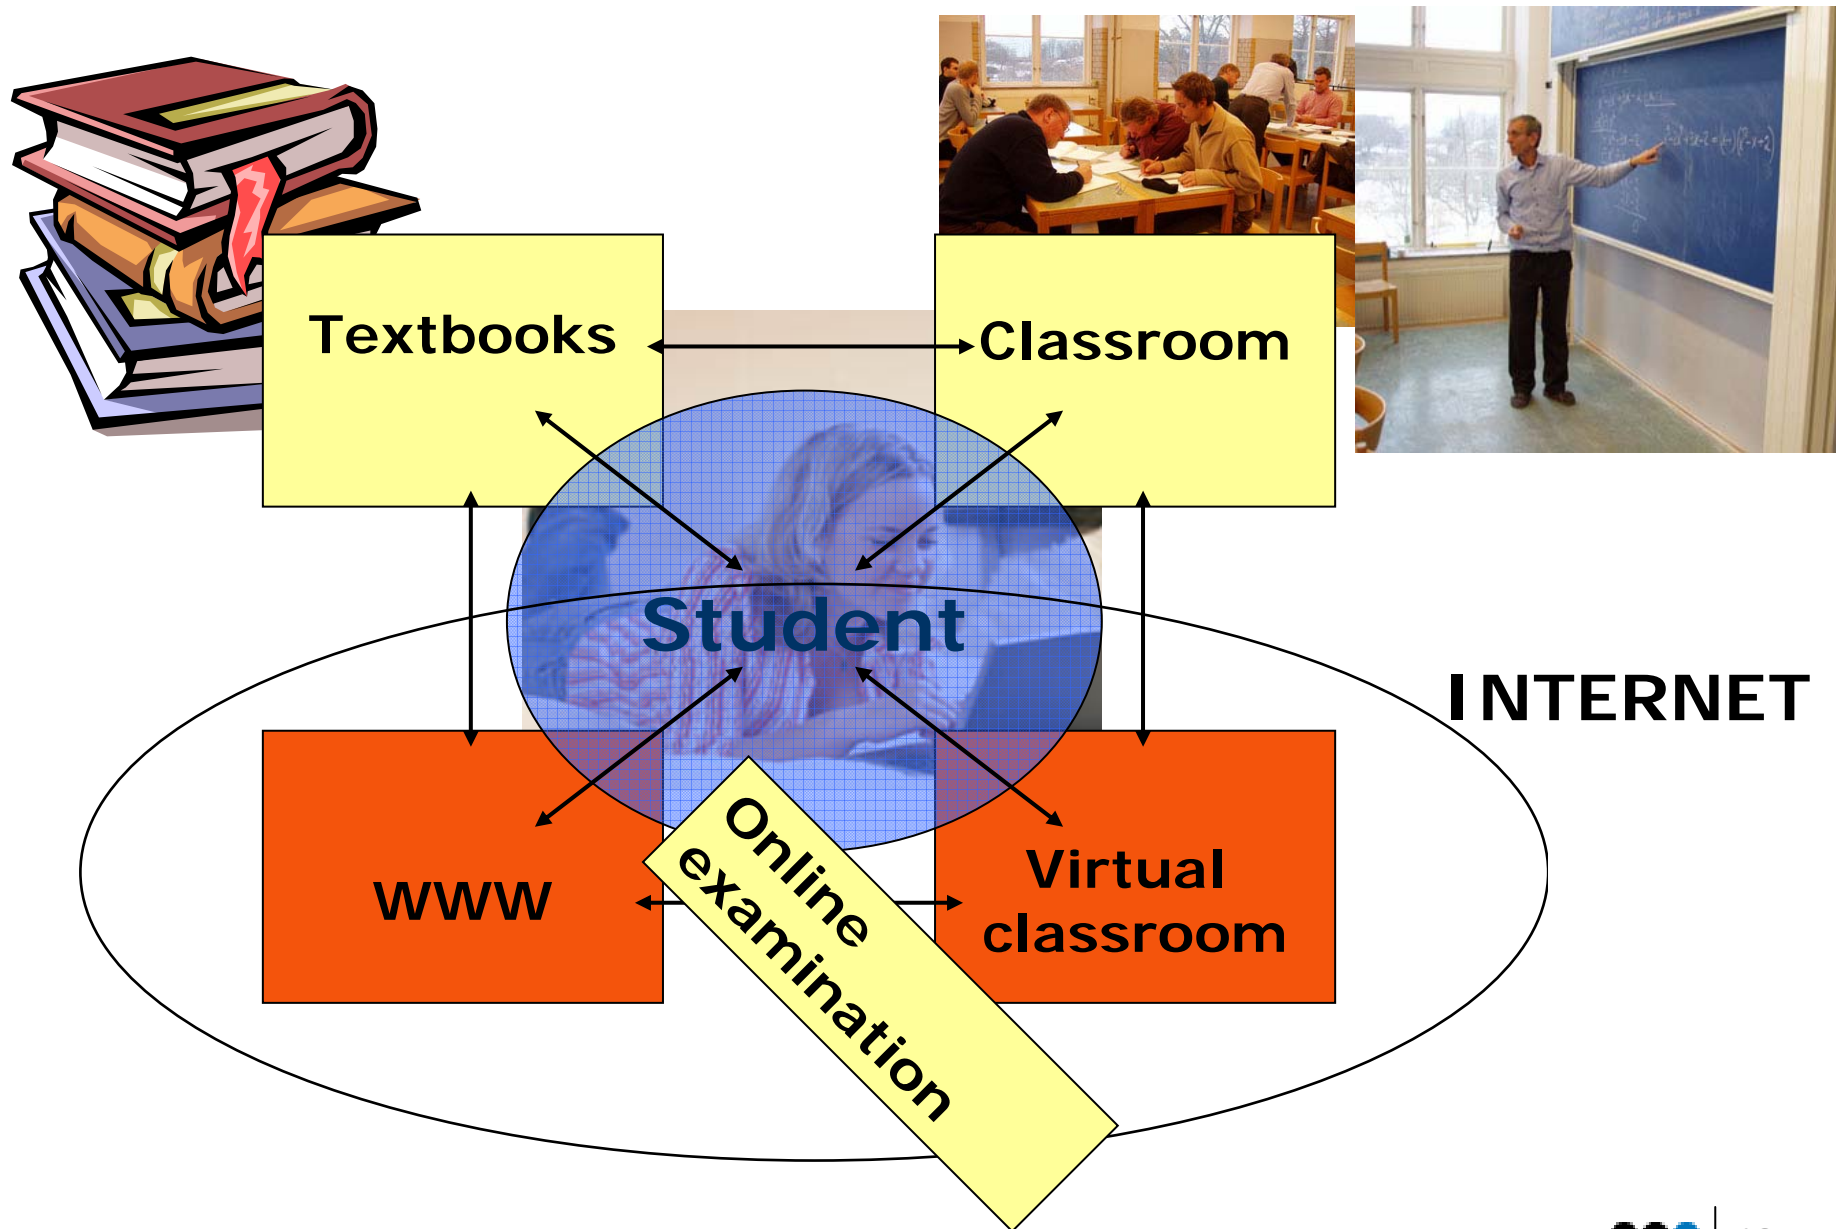 Textbooks
Classroom
Student
INTERNET
WWW
Virtual
classroom
Online
examination